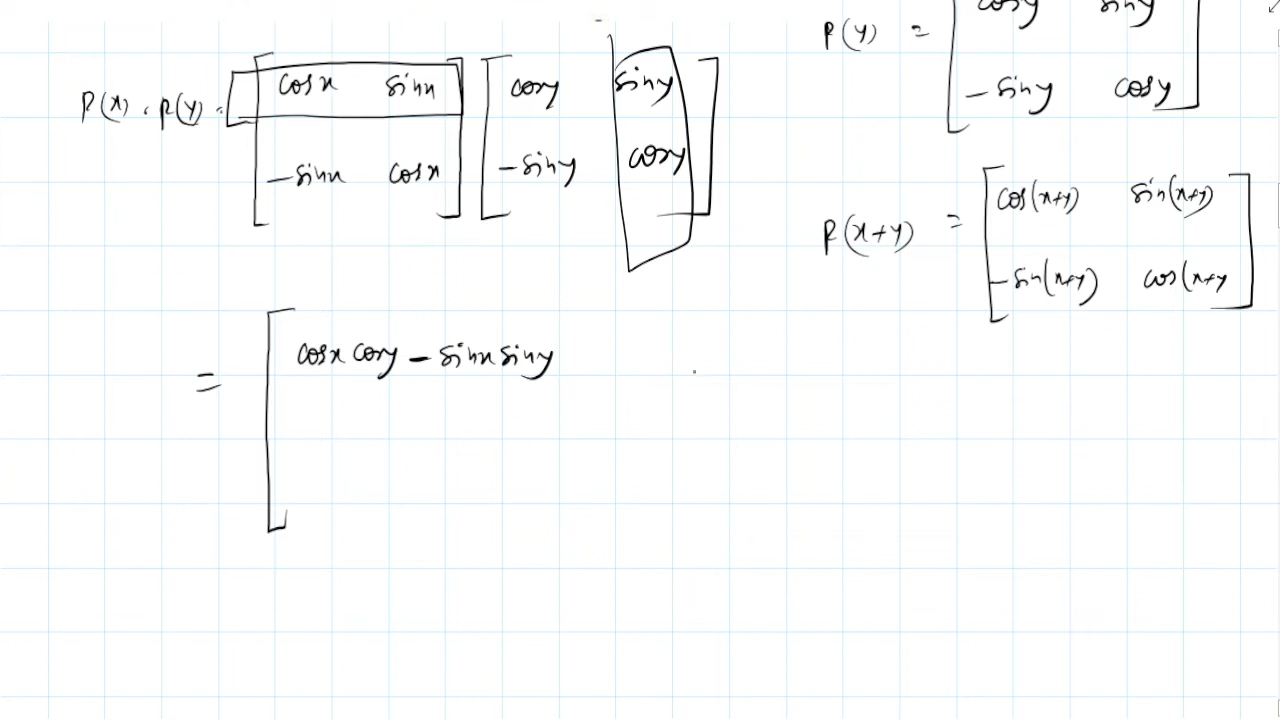 P(y) = [ cosy siny
-siny cosy ]
P(x) . P(y) = [ cosx sinx [ cosy siny
-sinx cosx ] -siny cosy ]
P(x+y) = [ cos(x+y) sin(x+y)
-sin(x+y) cos(x+y ]
= [ cosx cosy - sinx siny